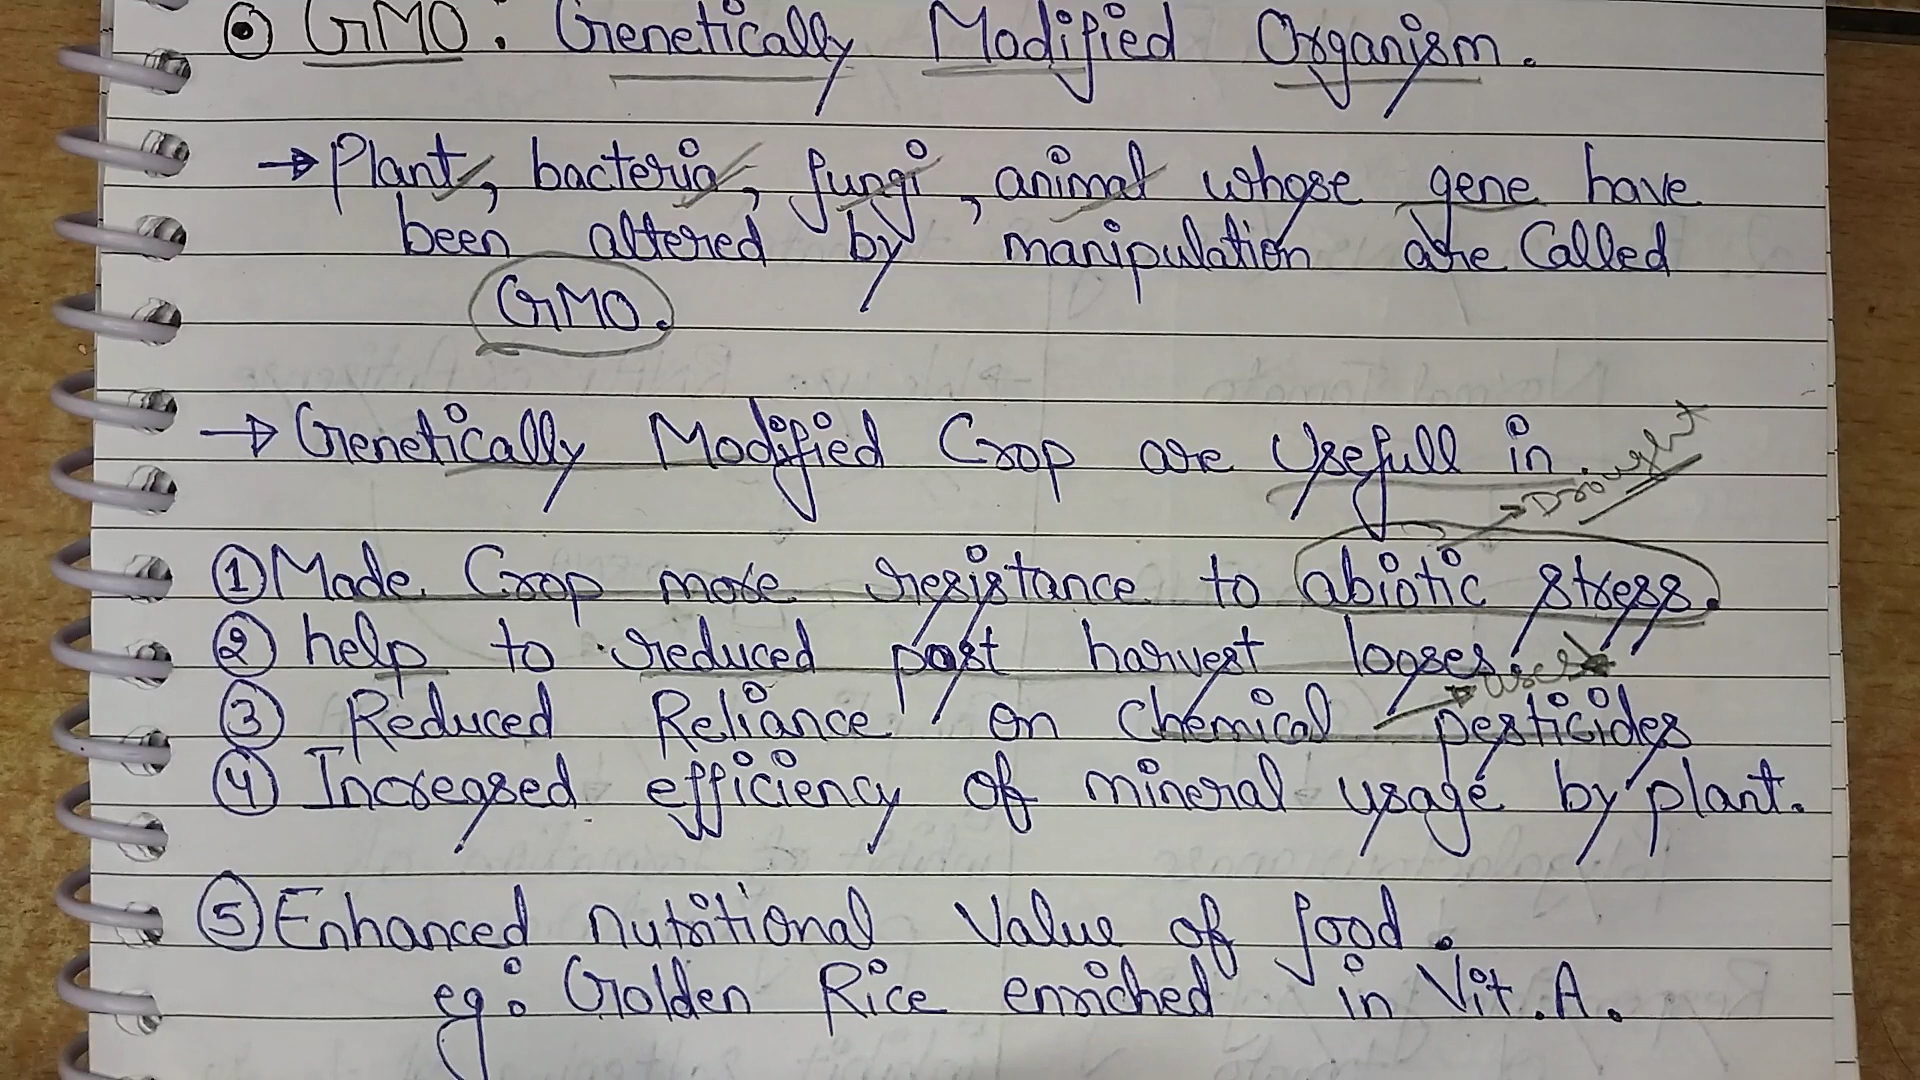 ⊙ GMO: Genetically Modified Organism.
→ Plant, bacteria, fungi, animal whose gene have
been altered by manipulation are Called
GMO.
→ Genetically Modified Crop are Usefull in.
→ Drought
① Made Crop more resistance to abiotic stress.
② help to reduced post harvest looses.
③ Reduced Reliance on Chemical pesticides
④ Increased efficiency of mineral usage by plant.
⑤ Enhanced nutritional Value of food.
eg: Golden Rice enriched in Vit. A.